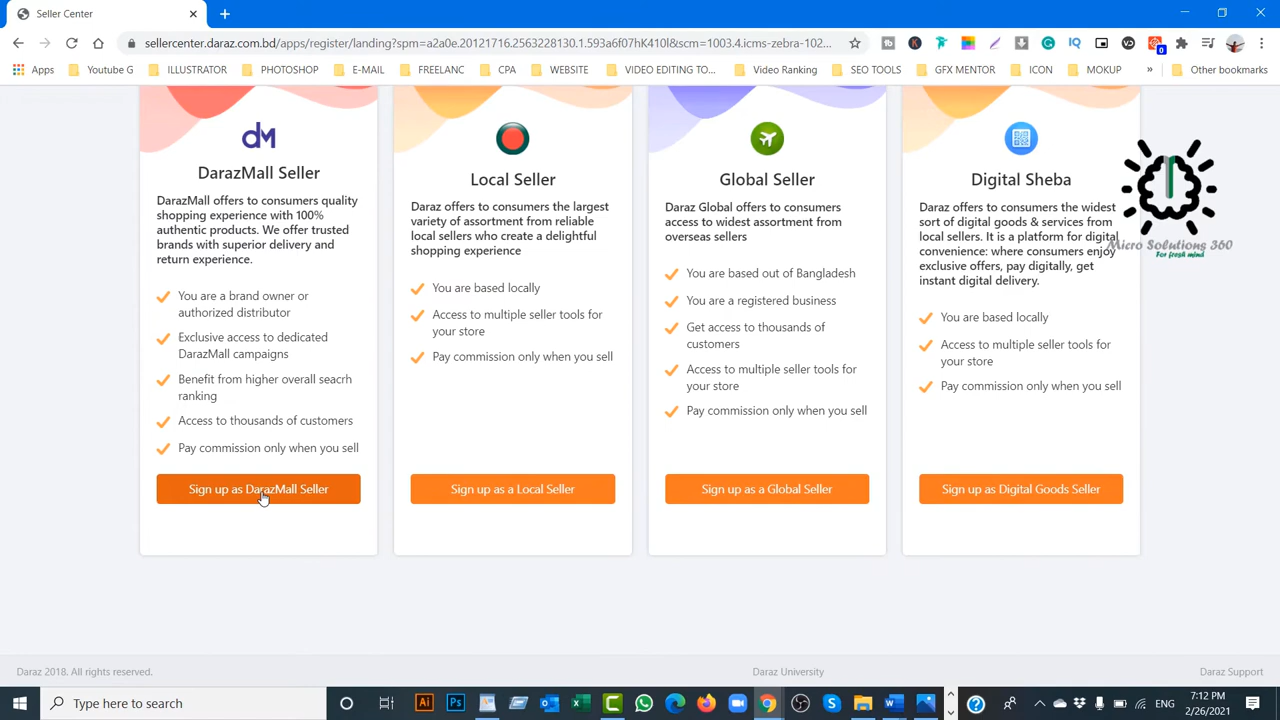 Seller Center
sellercenter.daraz.com.bd/apps/register/landing?spm=a2a0e.20121716.2563228130.1.593a6f07hK410l&scm=1003.4.icms-zebra-102...
Apps Youtube G ILLUSTRATOR PHOTOSHOP E-MAIL FREELANC CPA WEBSITE VIDEO EDITING TO... Video Ranking SEO TOOLS GFX MENTOR ICON MOKUP » Other bookmarks
dM
DarazMall Seller
DarazMall offers to consumers quality
shopping experience with 100%
authentic products. We offer trusted
brands with superior delivery and
return experience.
You are a brand owner or
authorized distributor
Exclusive access to dedicated
DarazMall campaigns
Benefit from higher overall seacrh
ranking
Access to thousands of customers
Pay commission only when you sell
Sign up as DarazMall Seller
Local Seller
Daraz offers to consumers the largest
variety of assortment from reliable
local sellers who create a delightful
shopping experience
You are based locally
Access to multiple seller tools for
your store
Pay commission only when you sell
Sign up as a Local Seller
Global Seller
Daraz Global offers to consumers
access to widest assortment from
overseas sellers
You are based out of Bangladesh
You are a registered business
Get access to thousands of
customers
Access to multiple seller tools for
your store
Pay commission only when you sell
Sign up as a Global Seller
Digital Sheba
Daraz offers to consumers the widest
sort of digital goods & services from
local sellers. It is a platform for digital
convenience: where consumers enjoy
exclusive offers, pay digitally, get
instant digital delivery.
You are based locally
Access to multiple seller tools for
your store
Pay commission only when you sell
Sign up as Digital Goods Seller
Micro Solutions 360
For fresh mind
Daraz 2018. All rights reserved. Daraz University Daraz Support
Type here to search
ENG
7:12 PM
2/26/2021